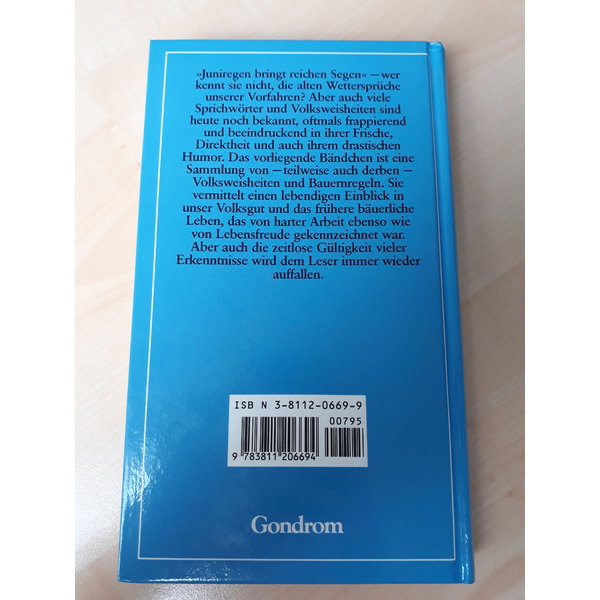 »Juniregen bringt reichen Segen« – wer
kennt sie nicht, die alten Wettersprüche
unserer Vorfahren? Aber auch viele
Sprichwörter und Volksweisheiten sind
heute noch bekannt, oftmals frappierend
und beeindruckend in ihrer Frische,
Direktheit und auch ihrem drastischen
Humor. Das vorliegende Bändchen ist eine
Sammlung von – teilweise auch derben –
Volksweisheiten und Bauernregeln. Sie
vermittelt einen lebendigen Einblick in
unser Volksgut und das frühere bäuerliche
Leben, das von harter Arbeit ebenso wie
von Lebensfreude gekennzeichnet war.
Aber auch die zeitlose Gültigkeit vieler
Erkenntnisse wird dem Leser immer wieder
auffallen.
ISB N 3-8112-0669-9
00795
9 783811 206694
Gondrom